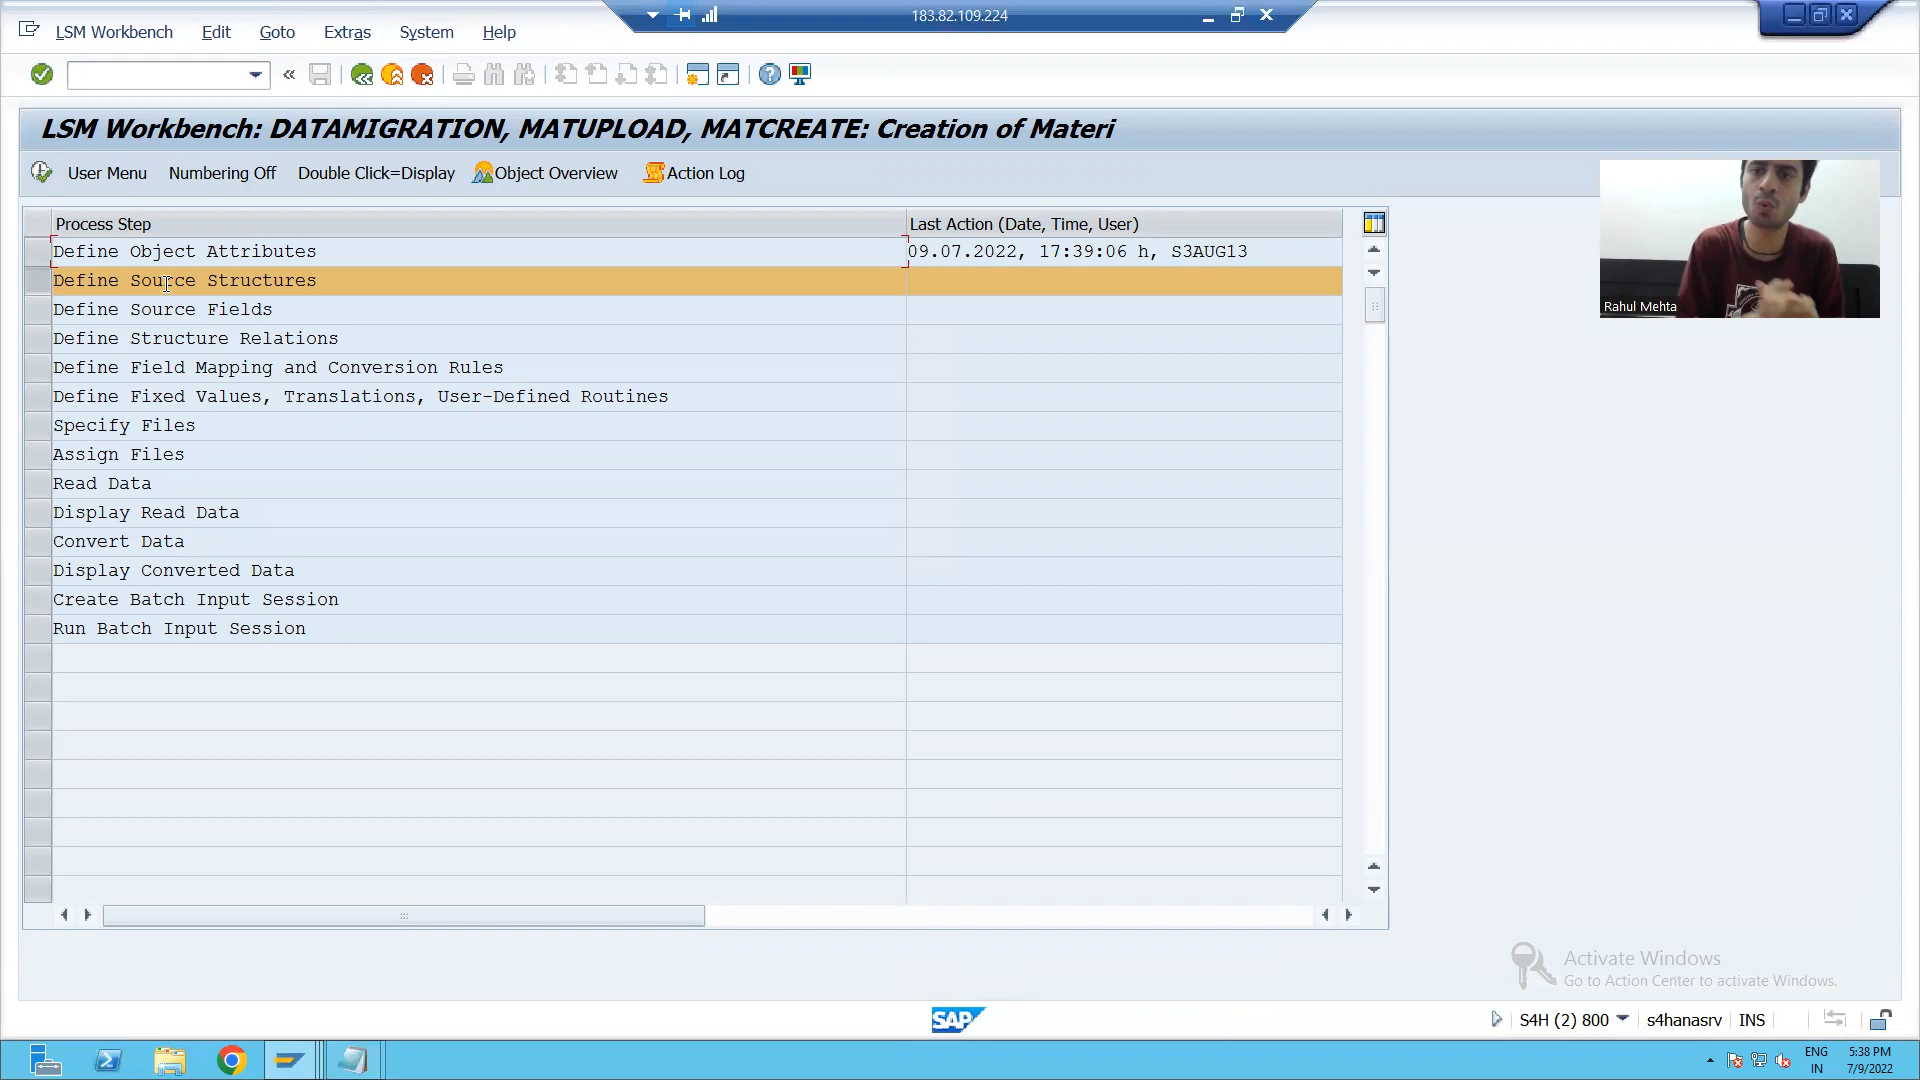 183.82.109.224
LSM Workbench Edit Goto Extras System Help
LSM Workbench: DATAMIGRATION, MATUPLOAD, MATCREATE: Creation of Materi
User Menu Numbering Off Double Click=Display Object Overview Action Log
Process Step Last Action (Date, Time, User)
Define Object Attributes 09.07.2022, 17:39:06 h, S3AUG13
Define Source Structures
Define Source Fields
Define Structure Relations
Define Field Mapping and Conversion Rules
Define Fixed Values, Translations, User-Defined Routines
Specify Files
Assign Files
Read Data
Display Read Data
Convert Data
Display Converted Data
Create Batch Input Session
Run Batch Input Session
Rahul Mehta
Activate Windows
Go to Action Center to activate Windows.
SAP
S4H (2) 800 s4hanasrv INS
ENG
IN
5:38 PM
7/9/2022